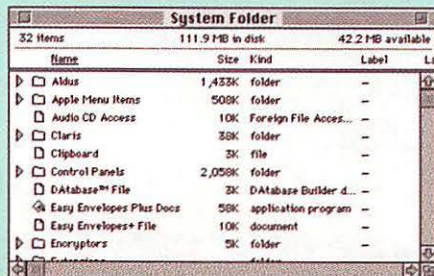 System Folder
32 items 111.9 MB in disk 42.2 MB available
Name Size Kind Label La
Aldus 1,433K folder –
Apple Menu Items 508K folder –
Audio CD Access 10K Foreign File Acces... –
Claris 38K folder –
Clipboard 3K file –
Control Panels 2,058K folder –
DAtabase™ File 3K DAtabase Builder d... –
Easy Envelopes Plus Docs 58K application program –
Easy Envelopes+ File 10K document –
Encryptors 5K folder –
Extensions folder